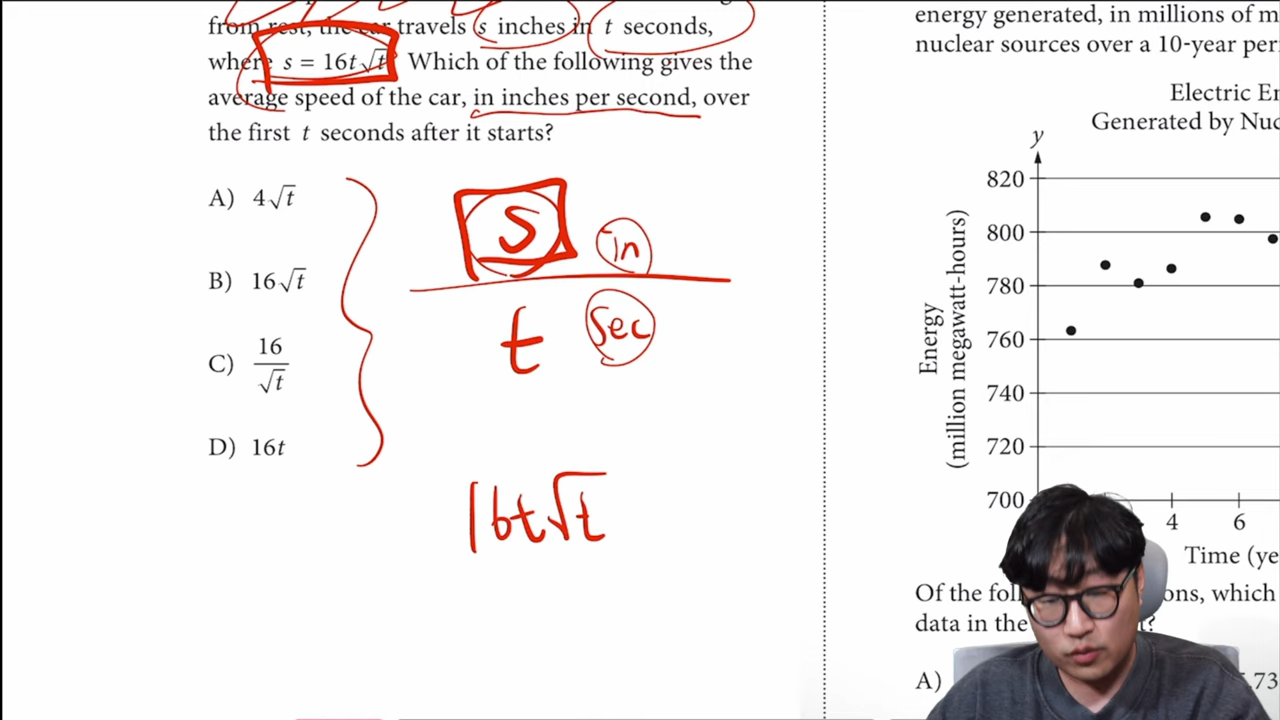 from rest, the car travels s inches in t seconds,
where s = 16t√t. Which of the following gives the
average speed of the car, in inches per second, over
the first t seconds after it starts?
A) 4√t
B) 16√t
C) 16/√t
D) 16t
s in
t sec
16t√t
energy generated, in millions of m
nuclear sources over a 10-year per
Electric En
Generated by Nuc
y
820
800
780
760
740
720
700
Energy
(million megawatt-hours)
4 6
Time (ye
Of the foll ons, which
data in the t?
A) 73